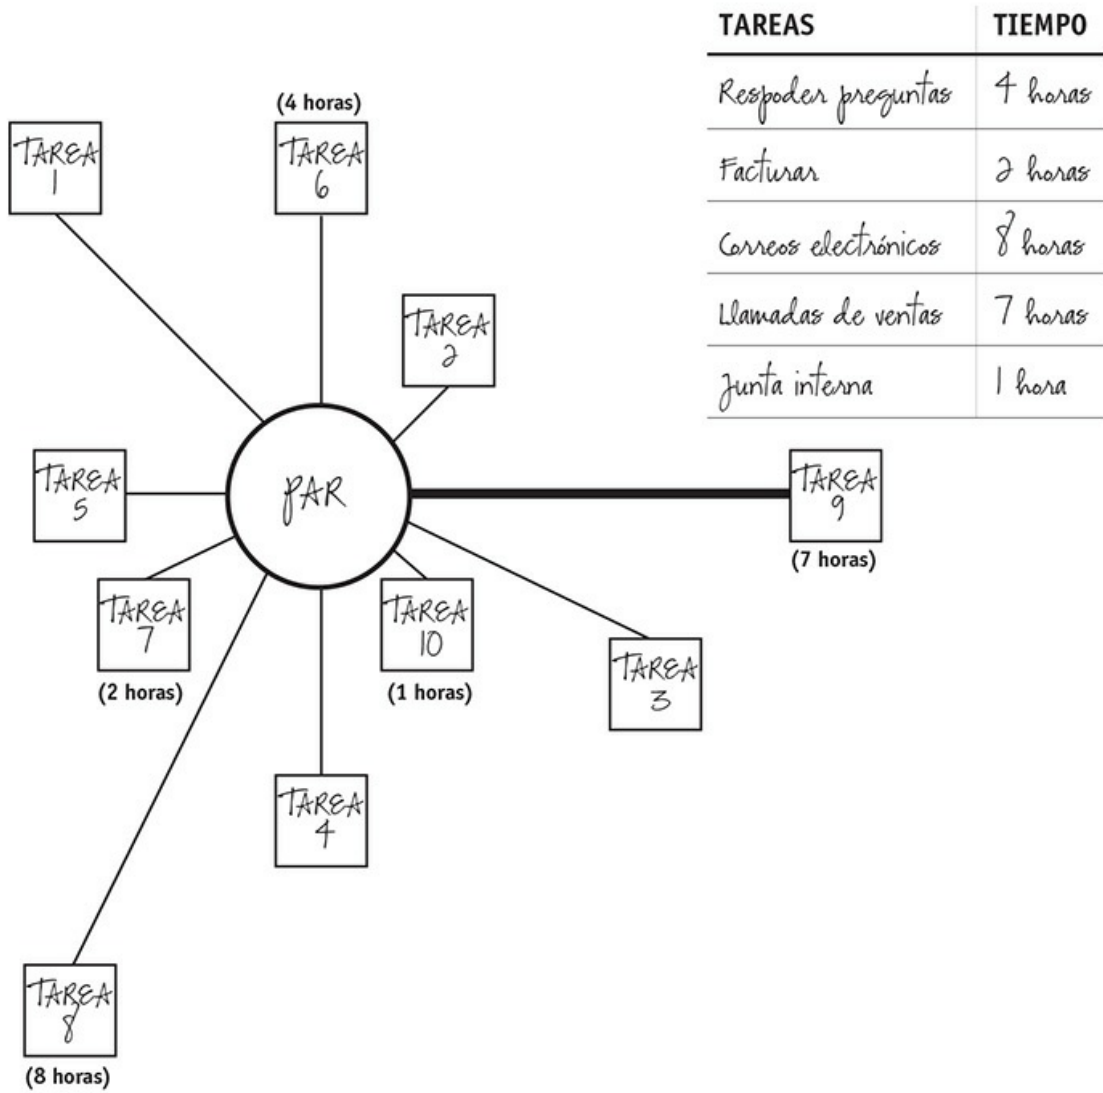 TAREAS TIEMPO
Respoder preguntas 4 horas
Facturar 2 horas
Correos electrónicos 8 horas
Llamadas de ventas 7 horas
Junta interna 1 hora
(4 horas)
TAREA
1
TAREA
6
TAREA
2
TAREA
5
PAR
TAREA
9
(7 horas)
TAREA
7
(2 horas)
TAREA
10
(1 horas)
TAREA
3
TAREA
4
TAREA
8
(8 horas)